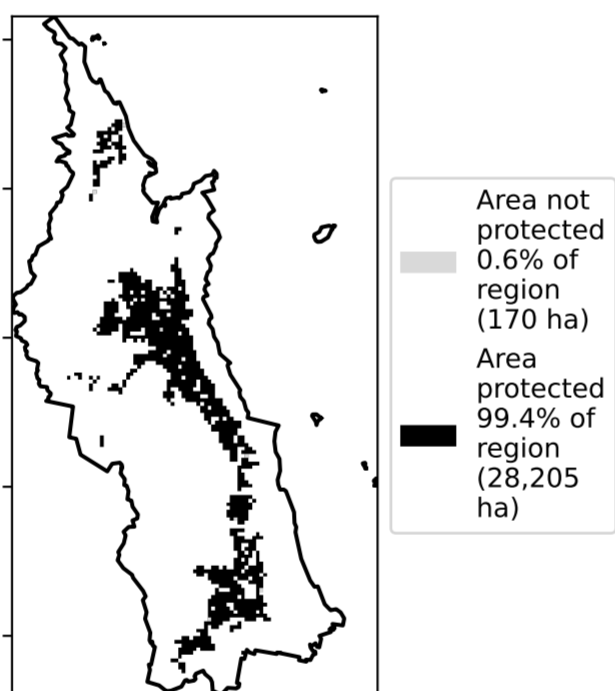 Area not
protected
0.6% of
region
(170 ha)
Area
protected
99.4% of
region
(28,205
ha)